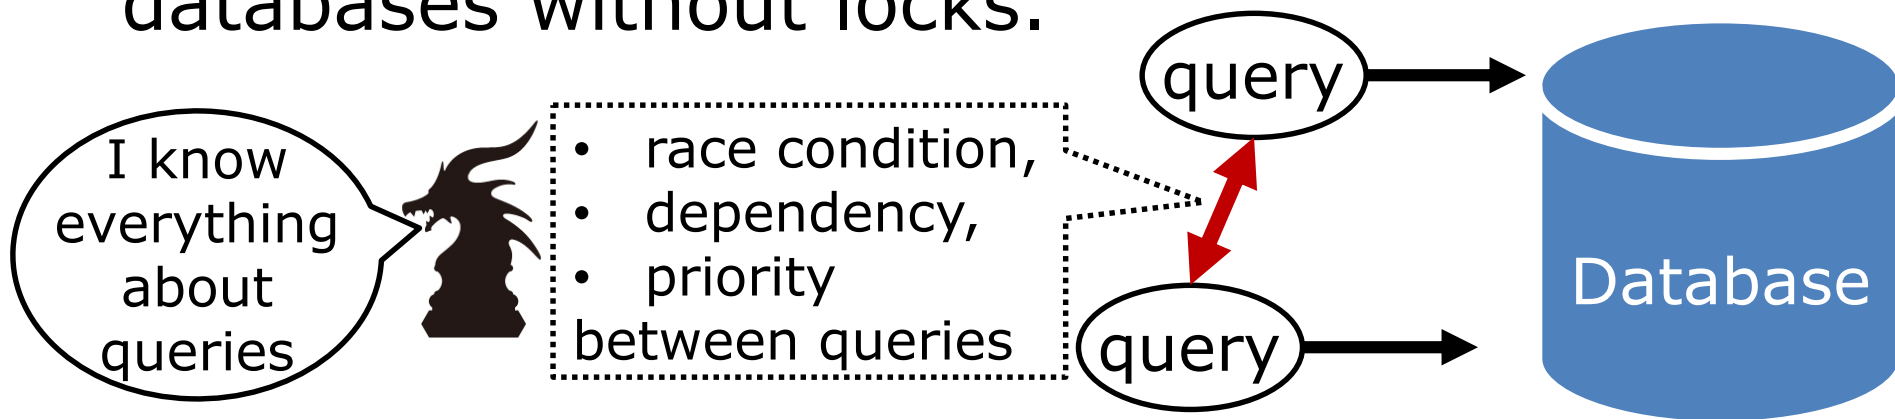 databases without locks.
I know
everything
about
queries
• race condition,
• dependency,
• priority
between queries
query
query
Database